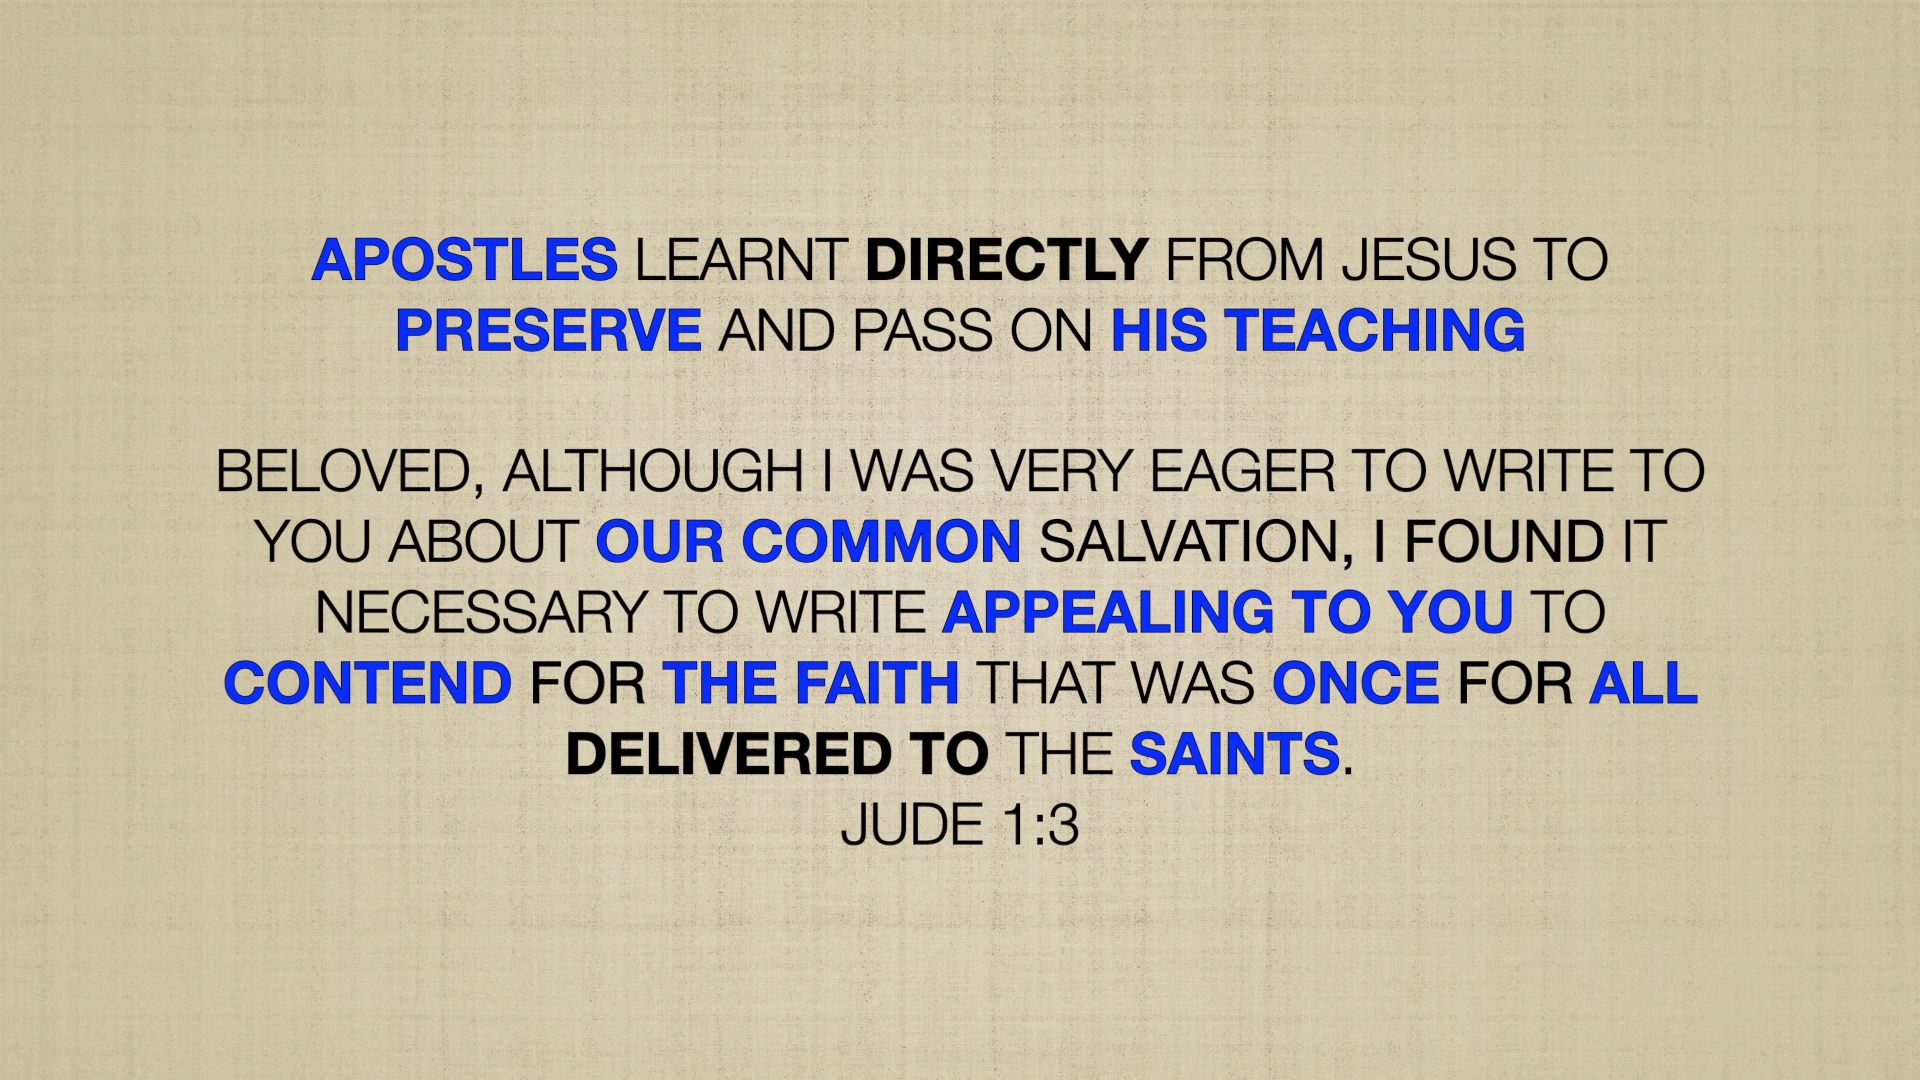 APOSTLES LEARNT DIRECTLY FROM JESUS TO
PRESERVE AND PASS ON HIS TEACHING
BELOVED, ALTHOUGH I WAS VERY EAGER TO WRITE TO
YOU ABOUT OUR COMMON SALVATION, I FOUND IT
NECESSARY TO WRITE APPEALING TO YOU TO
CONTEND FOR THE FAITH THAT WAS ONCE FOR ALL
DELIVERED TO THE SAINTS.
JUDE 1:3